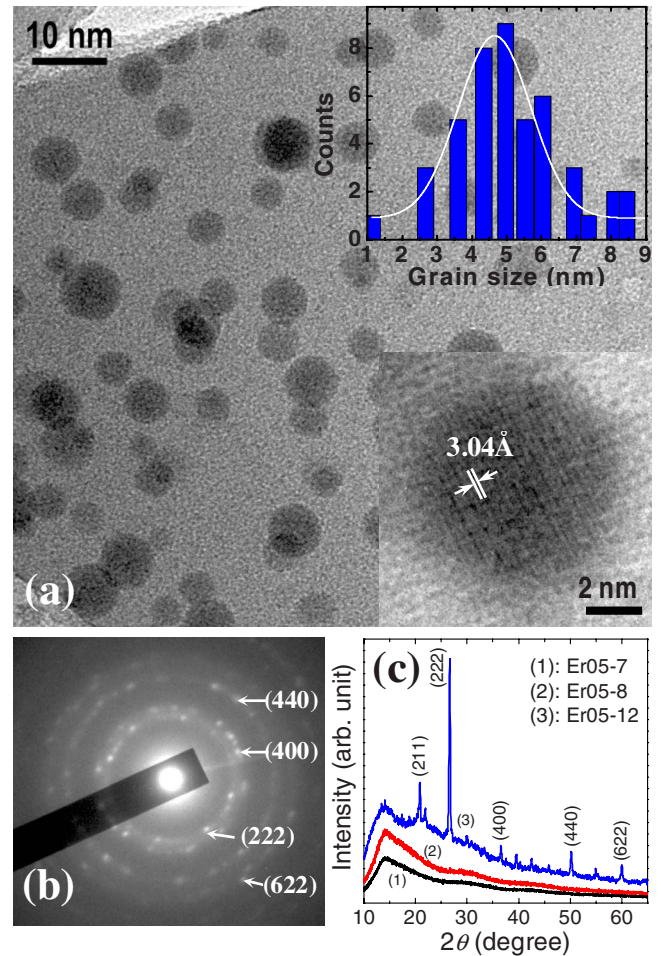 10 nm
Counts
8
6
4
2
0
1 2 3 4 5 6 7 8 9
Grain size (nm)
3.04Å
2 nm
(a)
(440)
(400)
(222)
(622)
(b)
(c)
(1): Er05-7
(2): Er05-8
(3): Er05-12
(222)
(211)
(3)
(400)
(440)
(622)
(2)
(1)
Intensity (arb. unit)
10 20 30 40 50 60
2θ (degree)